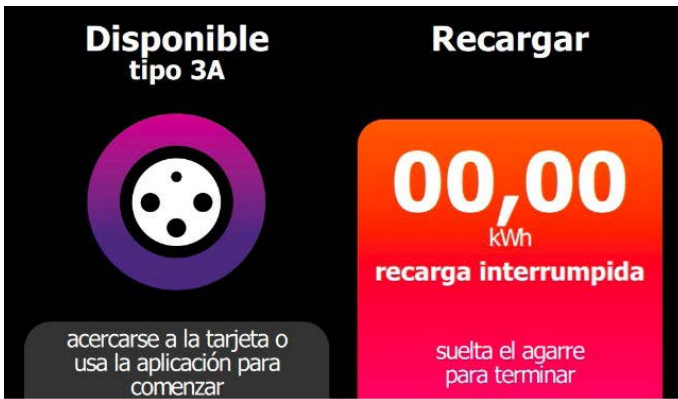 Disponible
tipo 3A
acercarse a la tarjeta o
usa la aplicación para
comenzar
Recargar
00,00
kWh
recarga interrumpida
suelta el agarre
para terminar